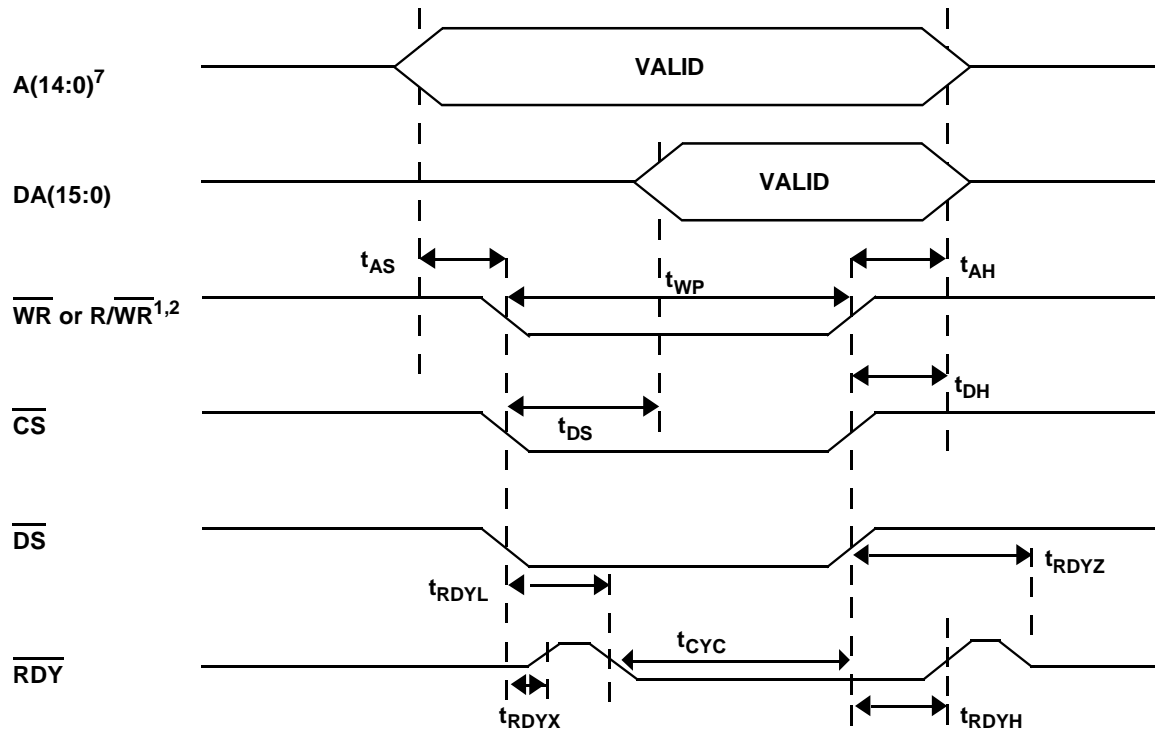 A(14:0)7
VALID
DA(15:0)
VALID
tAS
tWP
tAH
WR or R/WR1,2
tDH
CS
tDS
DS
tRDYL
tRDYZ
tCYC
RDY
tRDYX
tRDYH